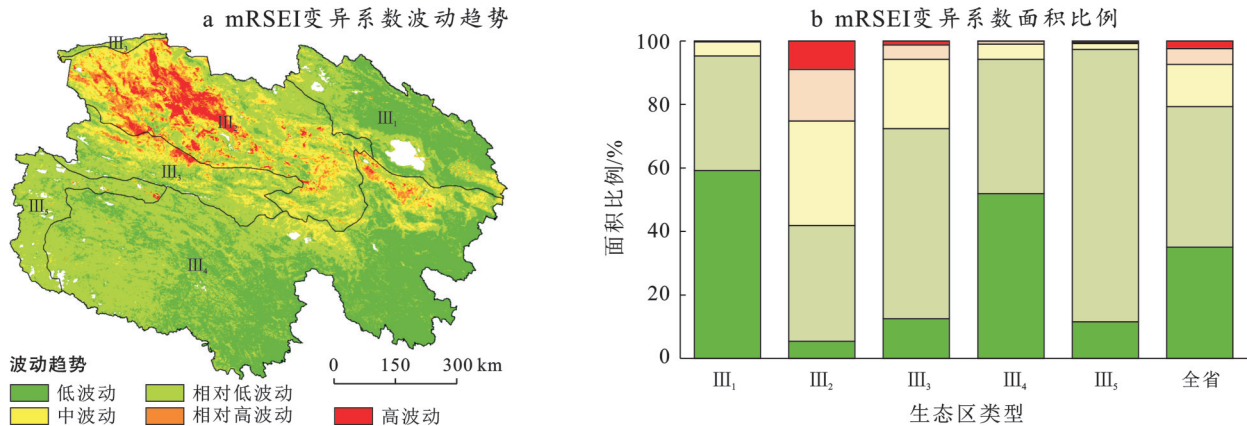 a mRSEI变异系数波动趋势
III₂
III
III₁
III₃
III₅
III₄
波动趋势
低波动
相对低波动
中波动
相对高波动
高波动
0 150 300 km
b mRSEI变异系数面积比例
面积比例/%
100
80
60
40
20
0
III₁ III₂ III₃ III₄ III₅ 全省
生态区类型